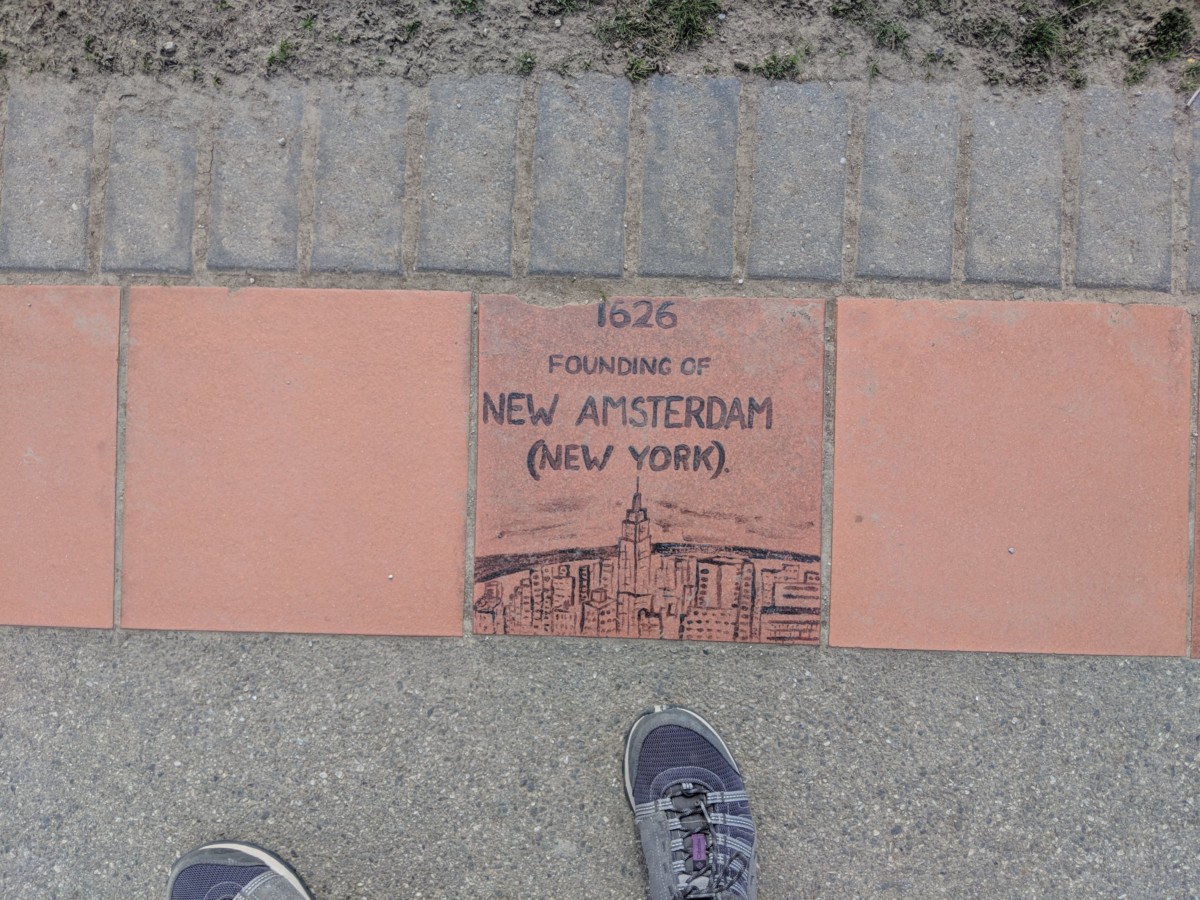 1626
FOUNDING OF
NEW AMSTERDAM
(NEW YORK).